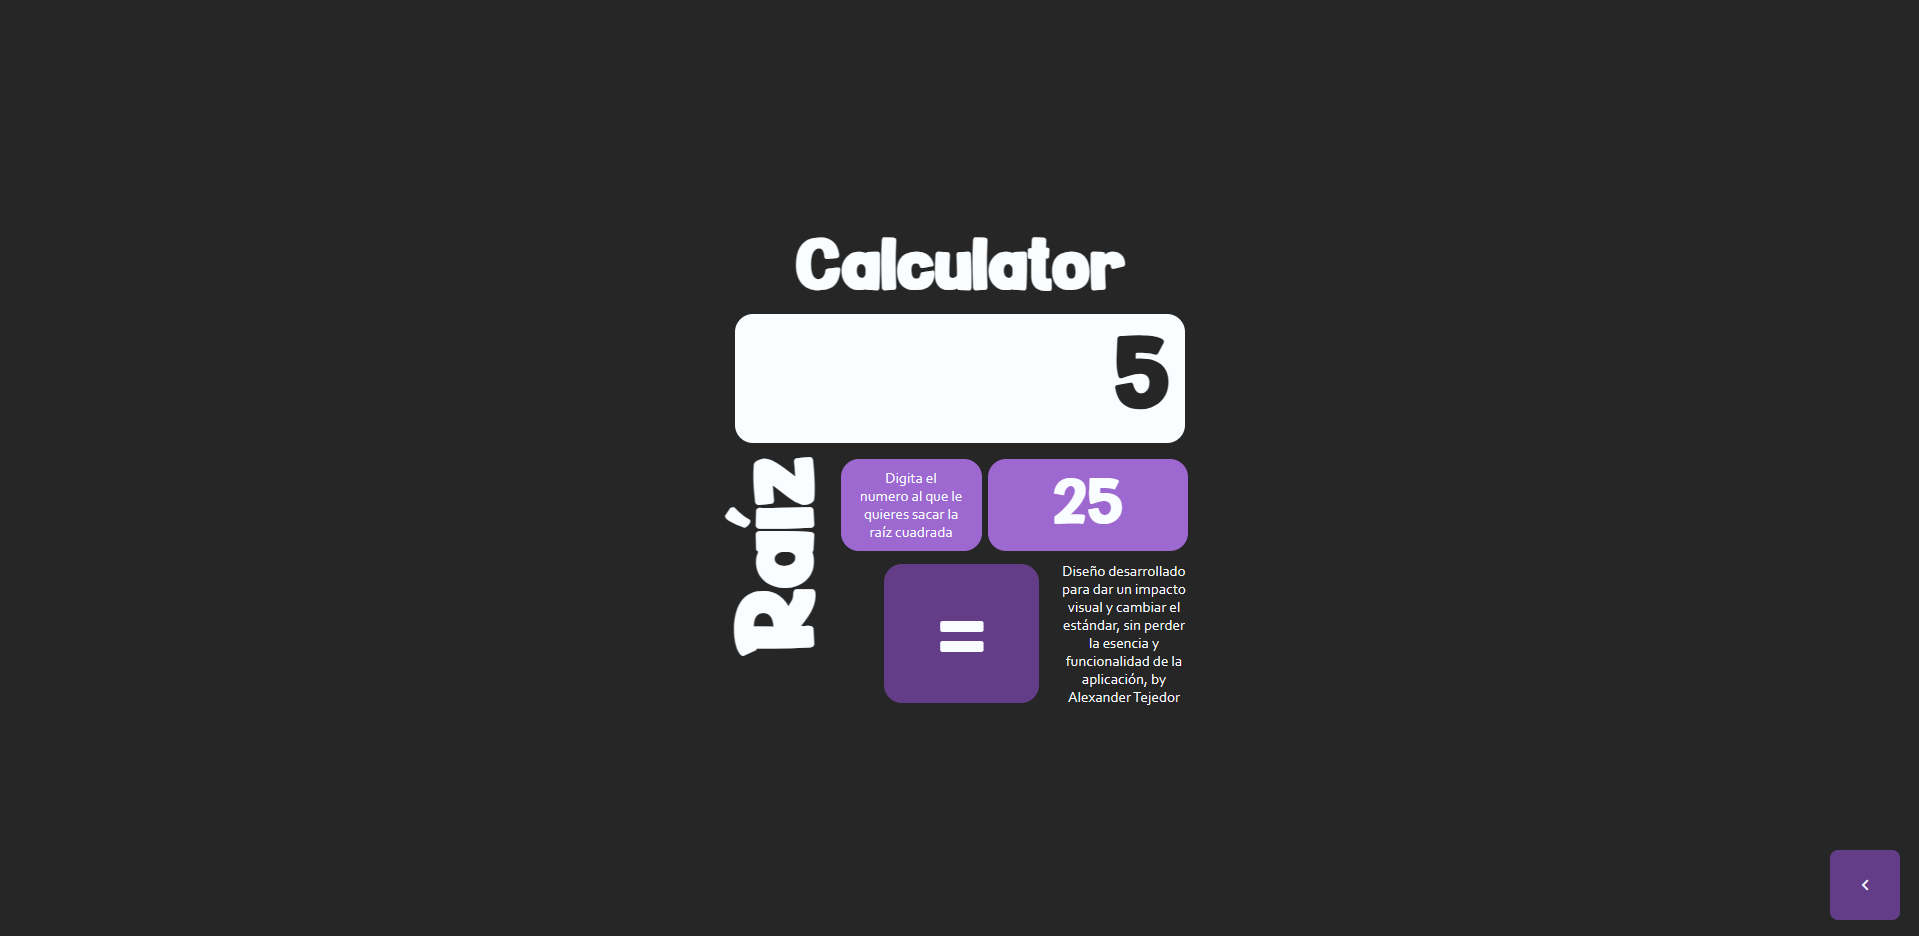 Calculator
5
Raíz
Digita el
numero al que le
quieres sacar la
raíz cuadrada
25
=
Diseño desarrollado
para dar un impacto
visual y cambiar el
estándar, sin perder
la esencia y
funcionalidad de la
aplicación, by
Alexander Tejedor